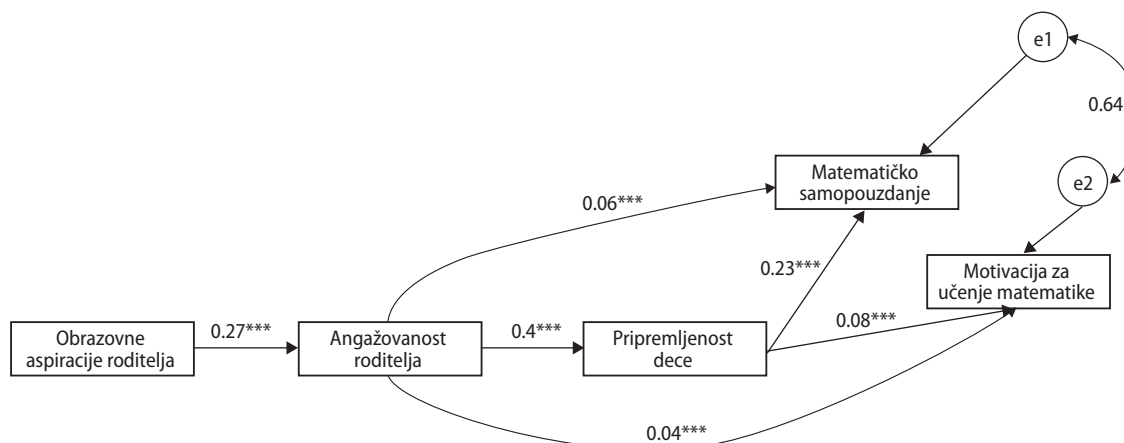 e1
0.64
Matematičko
samopouzdanje
e2
0.06***
0.23***
Motivacija za
učenje matematike
Obrazovne
aspiracije roditelja
0.27***
Angažovanost
roditelja
0.4***
Pripremljenost
dece
0.08***
0.04***